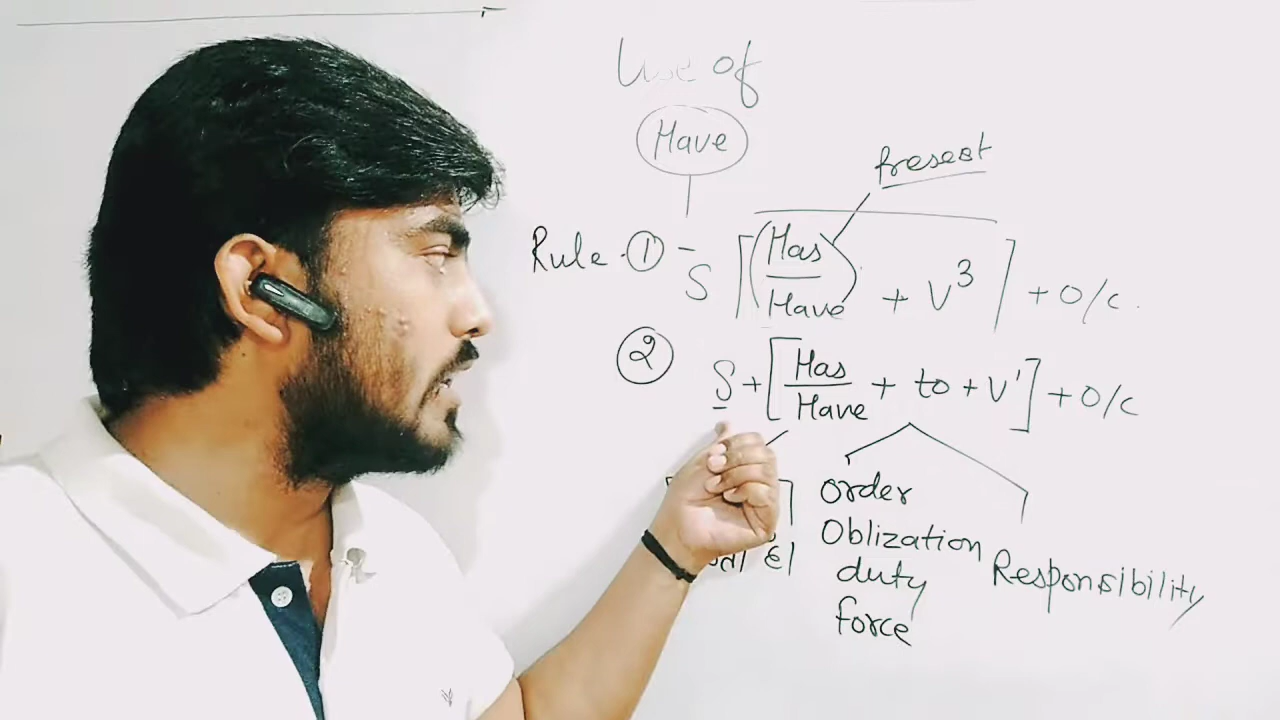 Use of
Have
Present
Rule. ① - S [(Has/Have) + V³] + O/C.
② S + [Has/Have + to + V¹] + O/C
order
Oblization
duty
force
Responsibility
है।